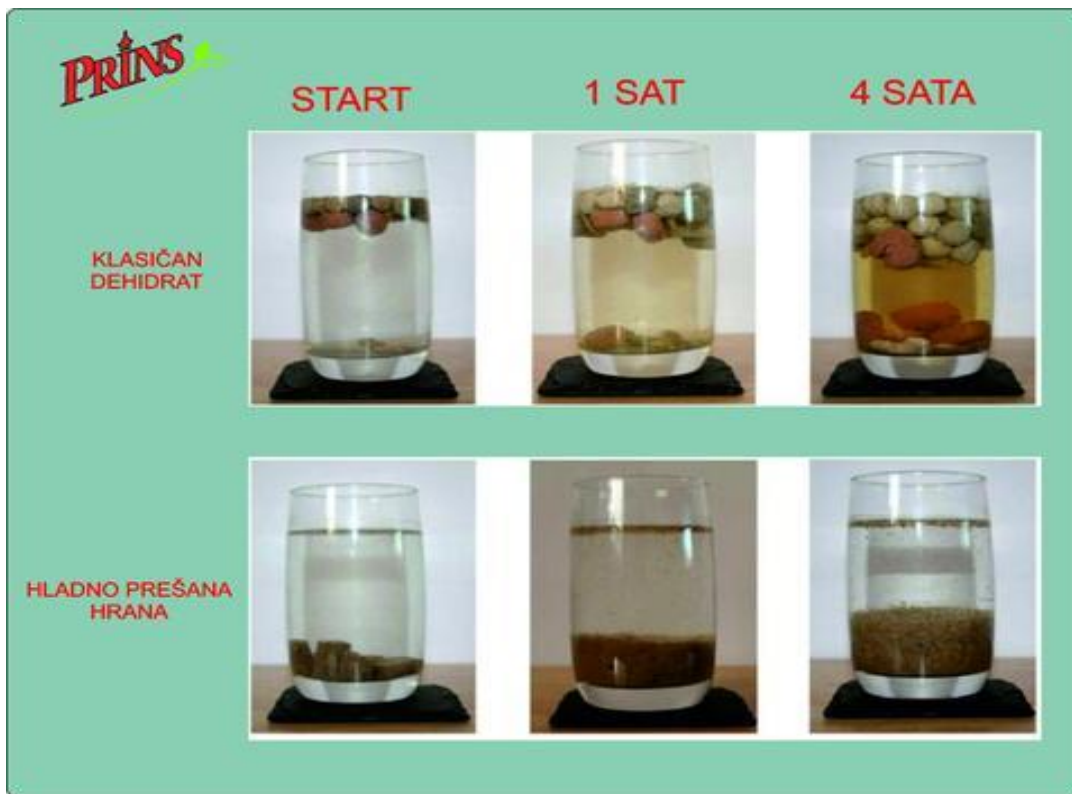 PRINS
START
1 SAT
4 SATA
KLASIČAN
DEHIDRAT
HLADNO PREŠANA
HRANA